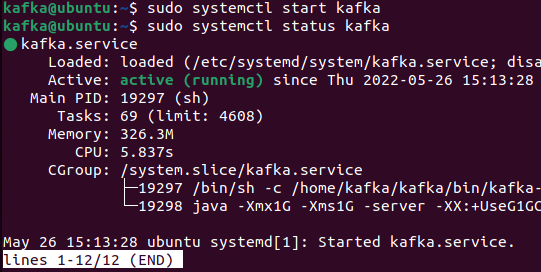 kafka@ubuntu:~$ sudo systemctl start kafka
kafka@ubuntu:~$ sudo systemctl status kafka
● kafka.service
     Loaded: loaded (/etc/systemd/system/kafka.service; disa
     Active: active (running) since Thu 2022-05-26 15:13:28
   Main PID: 19297 (sh)
      Tasks: 69 (limit: 4608)
     Memory: 326.3M
        CPU: 5.837s
     CGroup: /system.slice/kafka.service
             ├─19297 /bin/sh -c /home/kafka/kafka/bin/kafka-
             └─19298 java -Xmx1G -Xms1G -server -XX:+UseG1GC
May 26 15:13:28 ubuntu systemd[1]: Started kafka.service.
lines 1-12/12 (END)